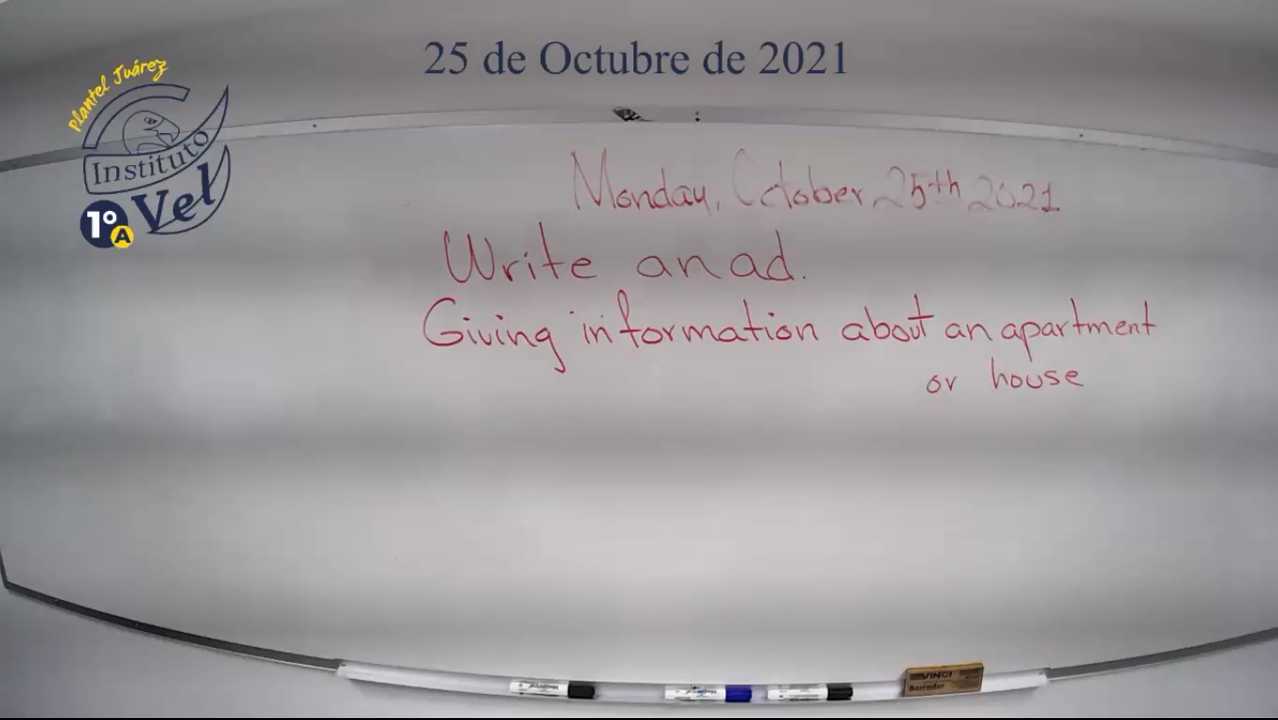 25 de Octubre de 2021
Plantel Juárez
Instituto
Vel
1º A
Monday, October 25th 2021
Write an ad.
Giving information about an apartment
or house
VINCI
Borrador